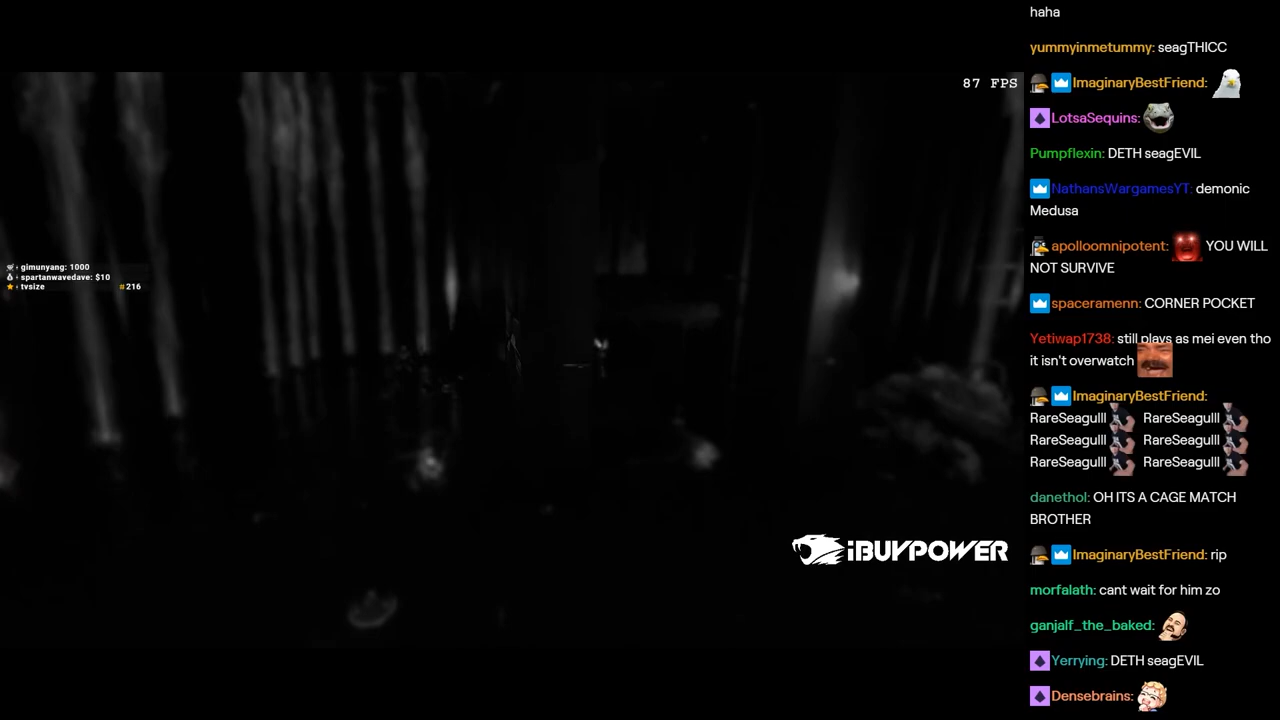 87 FPS
gimunyang: 1000
spartanwavedave: $10
tvsize #216
iBUYPOWER
haha
yummyinmetummy: seagTHICC
ImaginaryBestFriend:
LotsaSequins:
Pumpflexin: DETH seagEVIL
NathansWargamesYT: demonic
Medusa
apolloomnipotent: YOU WILL
NOT SURVIVE
spaceramenn: CORNER POCKET
Yetiwap1738: still plays as mei even tho
it isn't overwatch
ImaginaryBestFriend:
RareSeagulll RareSeagulll
RareSeagulll RareSeagulll
RareSeagulll RareSeagulll
danethol: OH ITS A CAGE MATCH
BROTHER
ImaginaryBestFriend: rip
morfalath: cant wait for him zo
ganjalf_the_baked:
Yerrying: DETH seagEVIL
Densebrains: